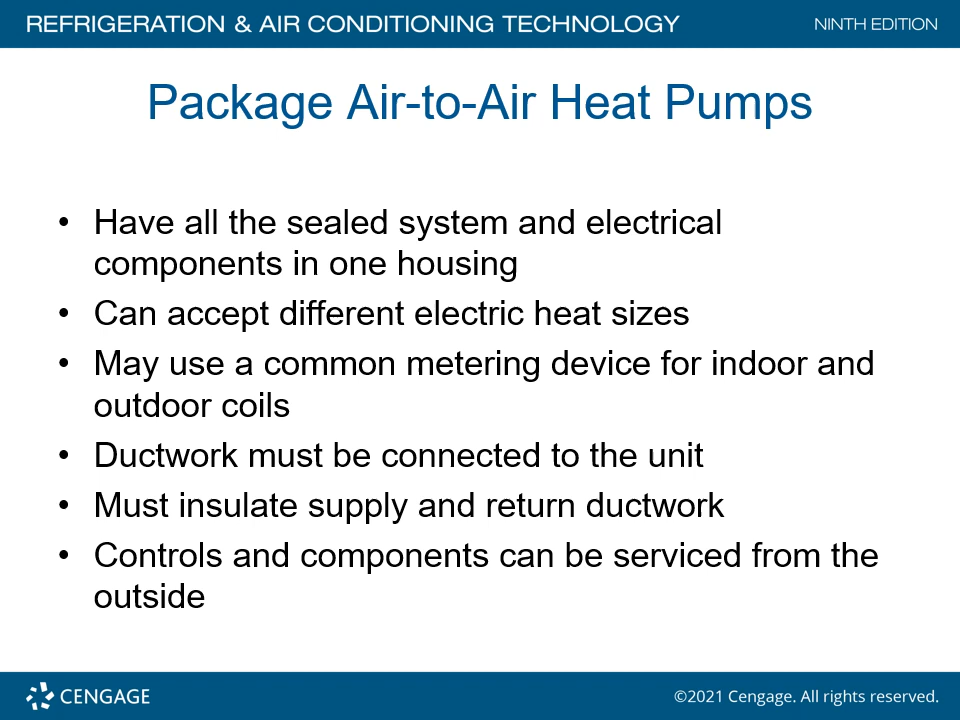 REFRIGERATION & AIR CONDITIONING TECHNOLOGY NINTH EDITION
Package Air-to-Air Heat Pumps
• Have all the sealed system and electrical
components in one housing
• Can accept different electric heat sizes
• May use a common metering device for indoor and
outdoor coils
• Ductwork must be connected to the unit
• Must insulate supply and return ductwork
• Controls and components can be serviced from the
outside
CENGAGE ©2021 Cengage. All rights reserved.